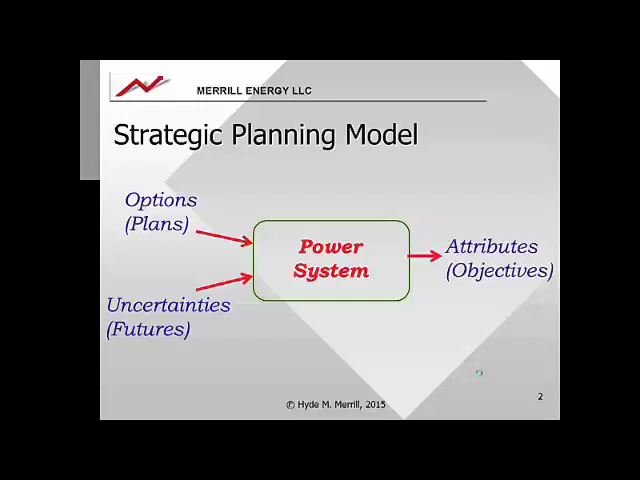 MERRILL ENERGY LLC
Strategic Planning Model
Options
(Plans)
Power
System
Attributes
(Objectives)
Uncertainties
(Futures)
© Hyde M. Merrill, 2015
2